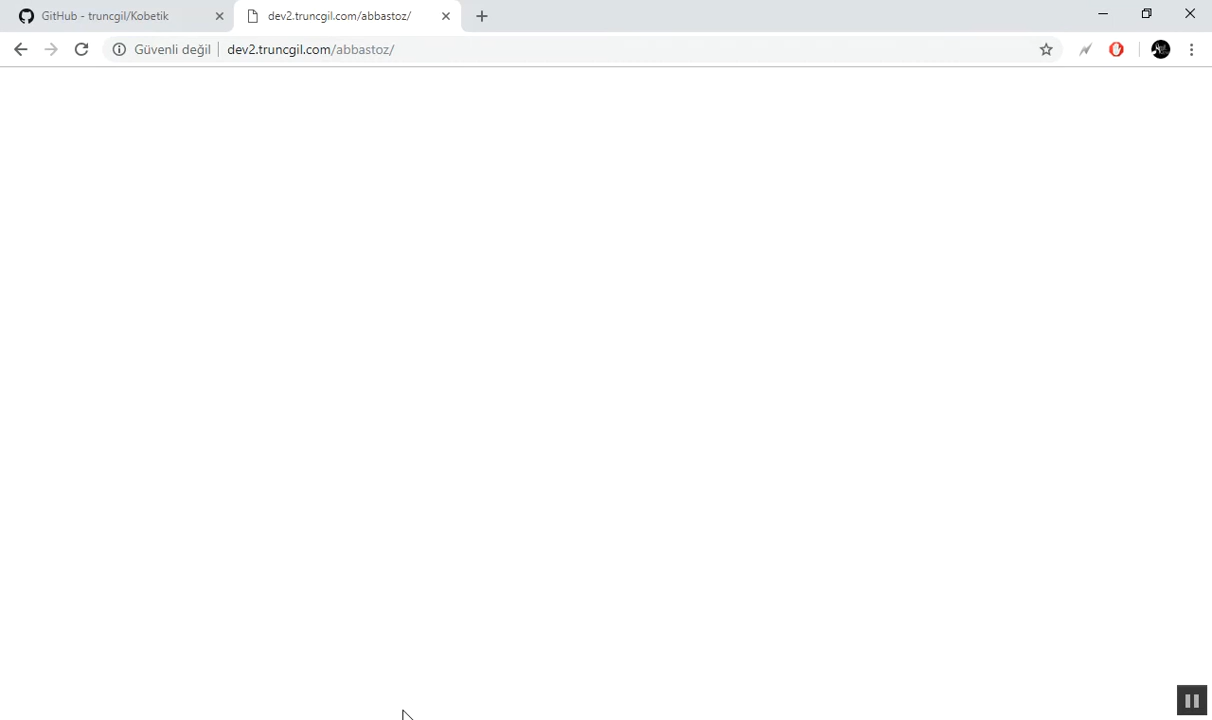 GitHub - truncgil/Kobetik
dev2.truncgil.com/abbastoz/
Güvenli değil dev2.truncgil.com/abbastoz/